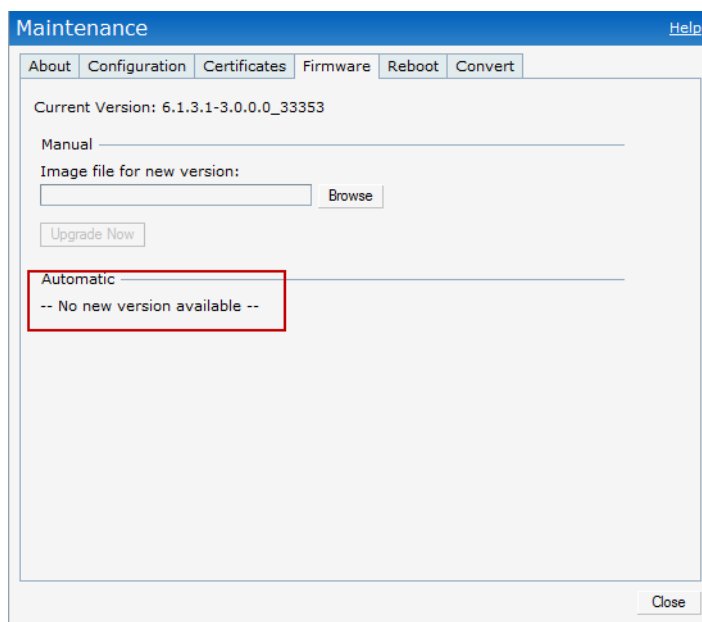 Maintenance
Help
About Configuration Certificates Firmware Reboot Convert
Current Version: 6.1.3.1-3.0.0.0_33353
Manual
Image file for new version:
Browse
Upgrade Now
Automatic
-- No new version available --
Close